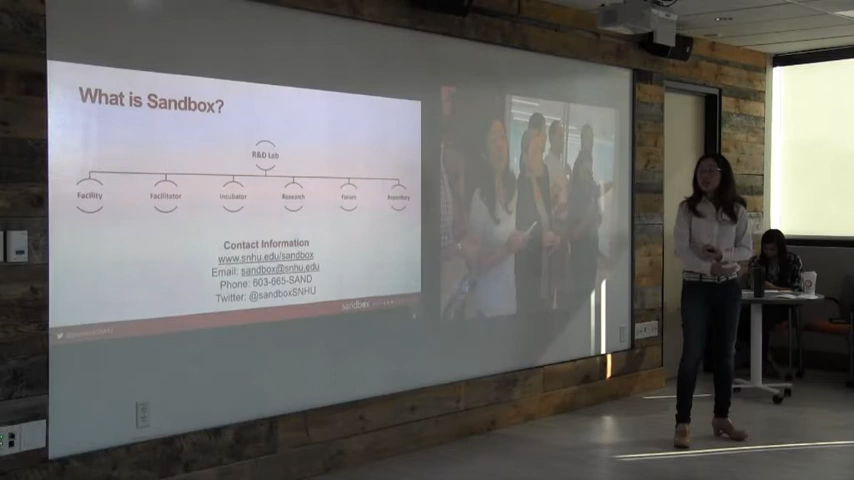 What is Sandbox?
R&D Lab
Facility
Facilitator
Incubator
Research
Forum
Repository
Contact Information
www.snhu.edu/sandbox
Email: sandbox@snhu.edu
Phone: 603-665-SAND
Twitter: @sandboxSNHU
sandbox